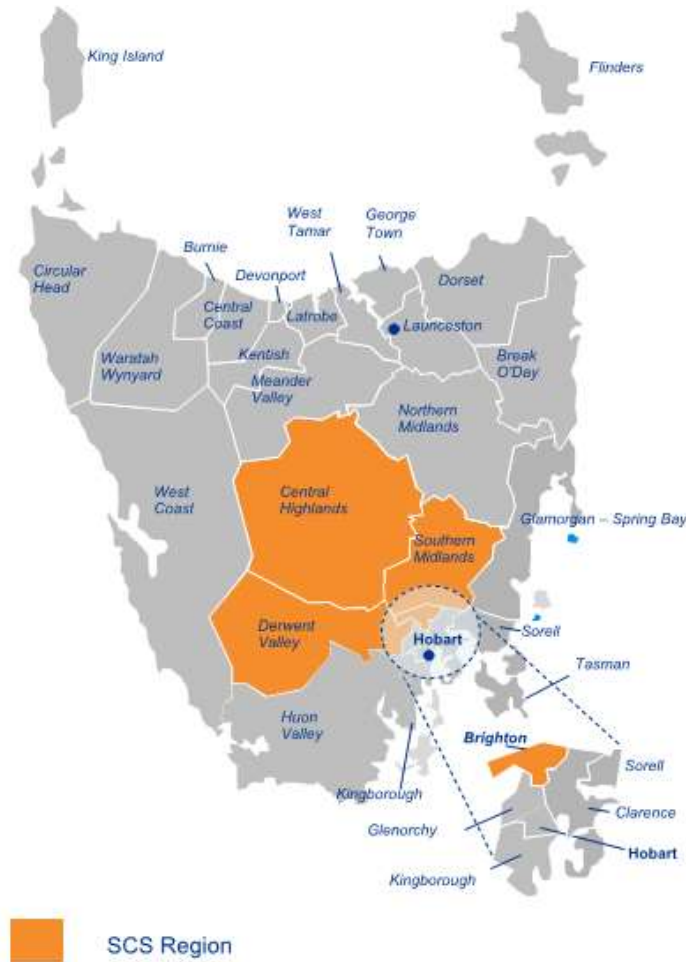 King Island
Flinders
West
Tamar
George
Town
Burnie
Circular
Head
Devonport
Dorset
Central
Coast
Latrobe
Launceston
Waratah
Wynyard
Kentish
Break
O'Day
Meander
Valley
Northern
Midlands
West
Coast
Central
Highlands
Glamorgan – Spring Bay
Southern
Midlands
Derwent
Valley
Hobart
Sorell
Tasman
Huon
Valley
Brighton
Sorell
Kingborough
Clarence
Glenorchy
Hobart
Kingborough
SCS Region